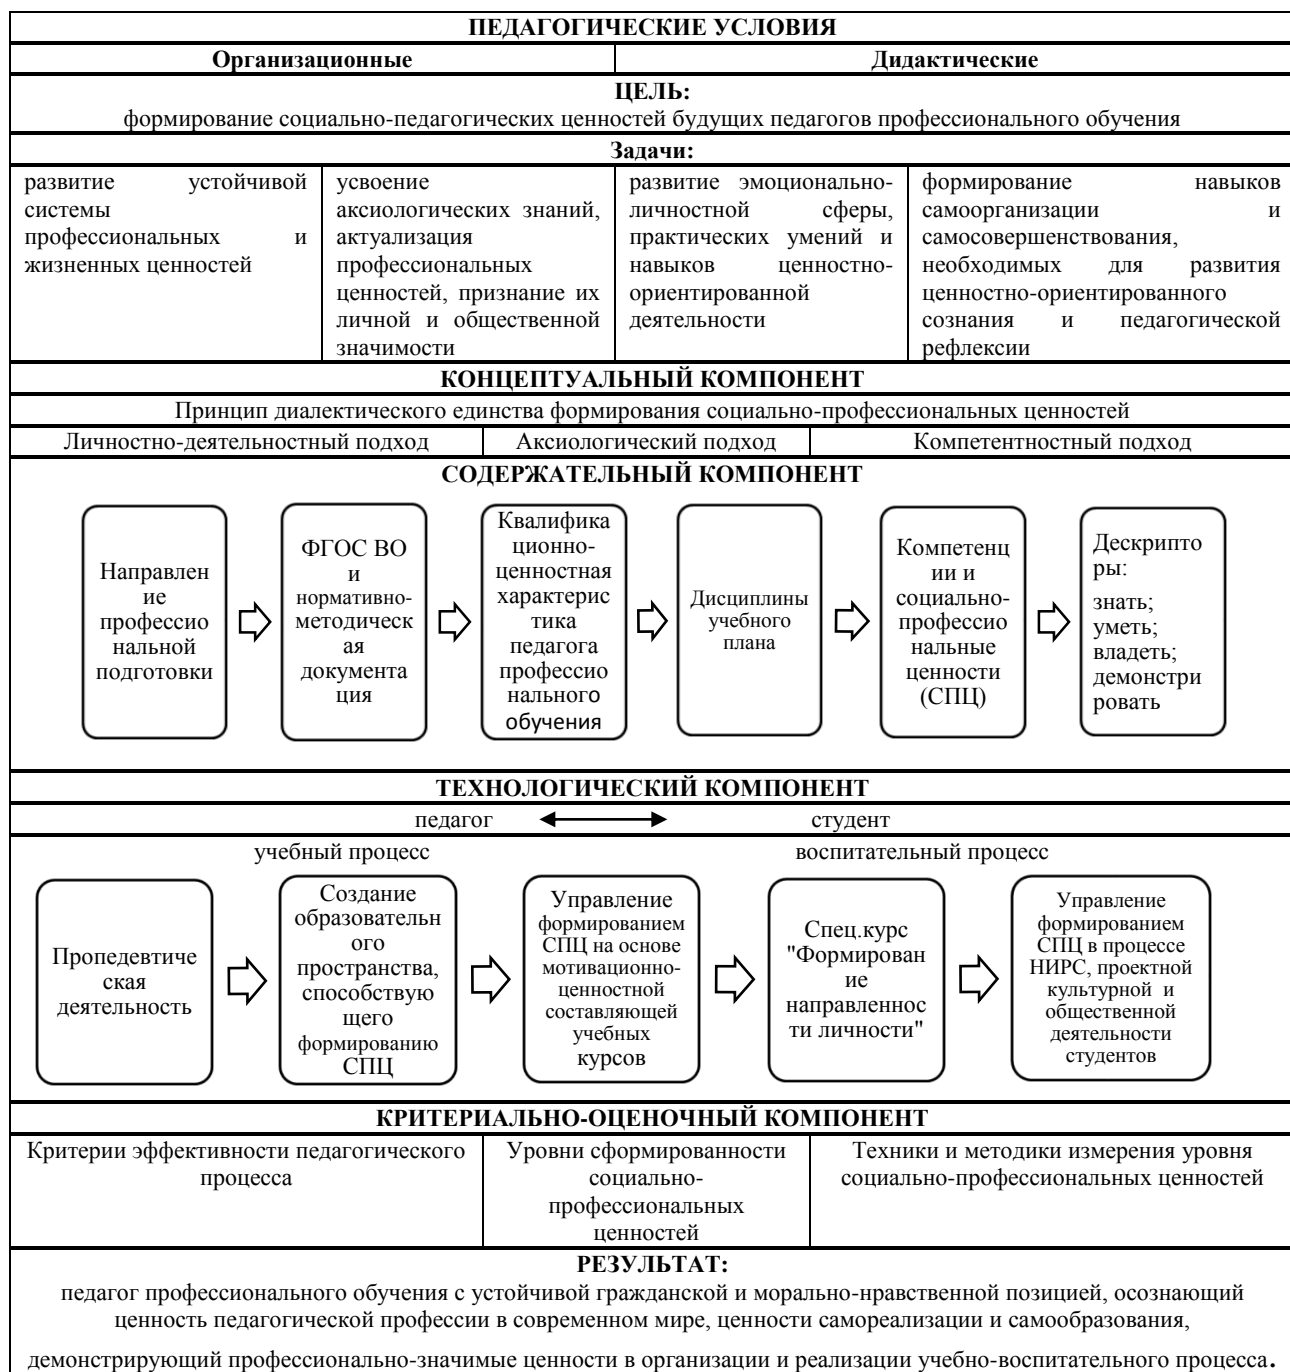 ПЕДАГОГИЧЕСКИЕ УСЛОВИЯ
Организационные
Дидактические
ЦЕЛЬ:
формирование социально-педагогических ценностей будущих педагогов профессионального обучения
Задачи:
развитие устойчивой
системы
профессиональных и
жизненных ценностей
усвоение
аксиологических знаний,
актуализация
профессиональных
ценностей, признание их
личной и общественной
значимости
развитие эмоционально-
личностной сферы,
практических умений и
навыков ценностно-
ориентированной
деятельности
формирование навыков
самоорганизации и
самосовершенствования,
необходимых для развития
ценностно-ориентированного
сознания и педагогической
рефлексии
КОНЦЕПТУАЛЬНЫЙ КОМПОНЕНТ
Принцип диалектического единства формирования социально-профессиональных ценностей
Личностно-деятельностный подход
Аксиологический подход
Компетентностный подход
СОДЕРЖАТЕЛЬНЫЙ КОМПОНЕНТ
Направлен
ие
профессио
нальной
подготовки
ФГОС ВО
и
нормативно-
методическ
ая
документа
ция
Квалифика
ционно-
ценностная
характерис
тика
педагога
профессио
нального
обучения
Дисциплины
учебного
плана
Компетенц
ии и
социально-
профессио
нальные
ценности
(СПЦ)
Дескрипто
ры:
знать;
уметь;
владеть;
демонстри
ровать
ТЕХНОЛОГИЧЕСКИЙ КОМПОНЕНТ
педагог студент
учебный процесс
воспитательный процесс
Пропедевтиче
ская
деятельность
Создание
образовательн
ого
пространства,
способствую
щего
формированию
СПЦ
Управление
формированием
СПЦ на основе
мотивационно-
ценностной
составляющей
учебных
курсов
Спец.курс
"Формирован
ие
направленнос
ти личности"
Управление
формированием
СПЦ в процессе
НИРС, проектной
культурной и
общественной
деятельности
студентов
КРИТЕРИАЛЬНО-ОЦЕНОЧНЫЙ КОМПОНЕНТ
Критерии эффективности педагогического
процесса
Уровни сформированности
социально-
профессиональных
ценностей
Техники и методики измерения уровня
социально-профессиональных ценностей
РЕЗУЛЬТАТ:
педагог профессионального обучения с устойчивой гражданской и морально-нравственной позицией, осознающий
ценность педагогической профессии в современном мире, ценности самореализации и самообразования,
демонстрирующий профессионально-значимые ценности в организации и реализации учебно-воспитательного процесса.